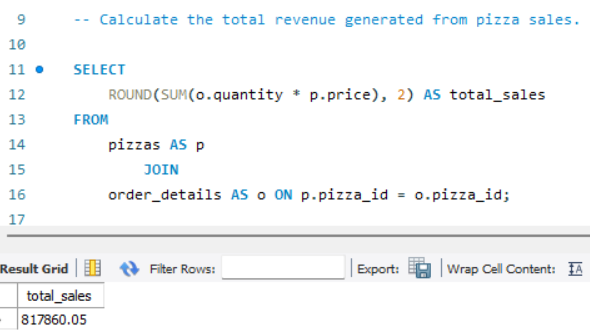 9 -- Calculate the total revenue generated from pizza sales.
10
11 SELECT
12 ROUND(SUM(o.quantity * p.price), 2) AS total_sales
13 FROM
14 pizzas AS p
15 JOIN
16 order_details AS o ON p.pizza_id = o.pizza_id;
17
Result Grid Filter Rows: Export: Wrap Cell Content: IA
total_sales
817860.05